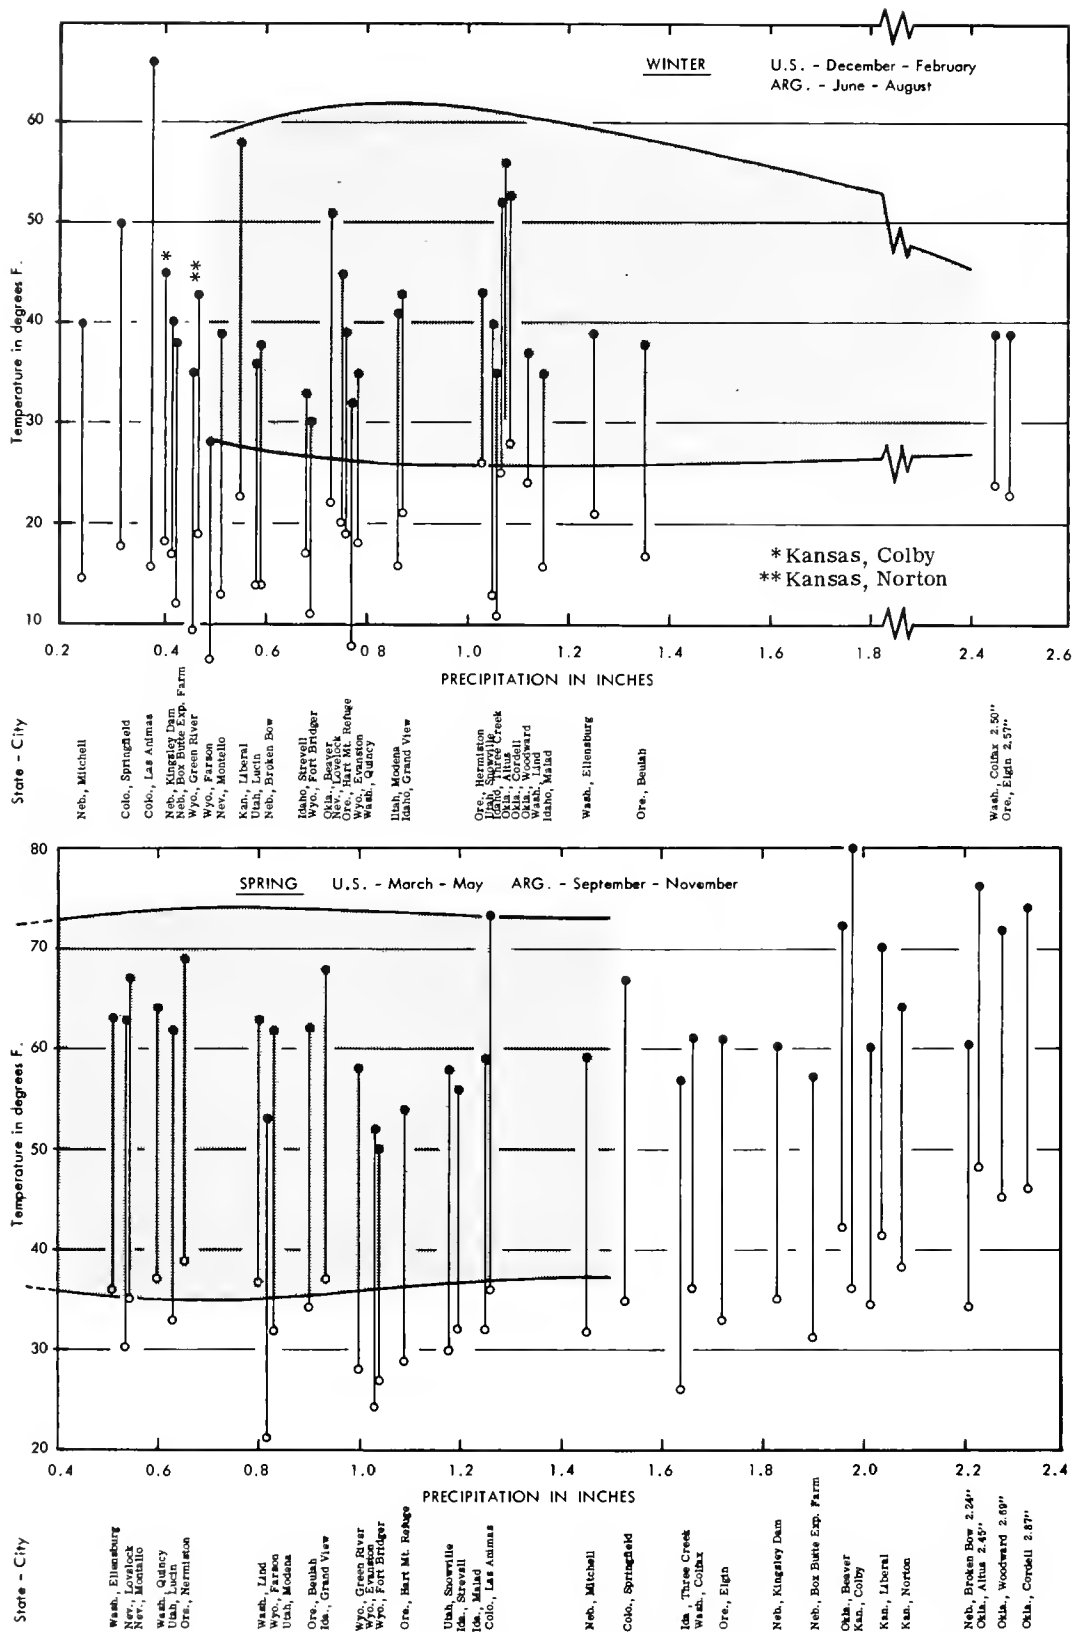 WINTER U.S. - December - February
ARG. - June - August
60
50
40
30
20
10
Temperature in degrees F.
*
**
* Kansas, Colby
** Kansas, Norton
0.2 0.4 0.6 0 8 1.0 1.2 1.4 1.6 1.8 2.4 2.6
PRECIPITATION IN INCHES
State - City
Neb., Mitchell
Colo., Springfield
Colo., Las Animas
Neb., Kingsley Dam
Neb., Box Butte Exp. Farm
Wyo., Green River
Wyo., Farson
Nev., Montello
Kan., Liberal
Utah, Lucin
Neb., Broken Bow
Idaho, Strevell
Wyo., Fort Bridger
Okla., Beaver
Nev., Lovelock
Ore., Hart Mt. Refuge
Wyo., Evanston
Wash., Quincy
Utah, Modena
Idaho, Grand View
Ore., Hermiston
Utah, Snowville
Idaho, Three Creek
Okla., Altus
Okla., Cordell
Okla., Woodward
Wash., Lind
Idaho, Malad
Wash., Ellensburg
Ore., Beulah
Wash., Colfax 2.50"
Ore., Elgin 2.57"
SPRING U.S. - March - May ARG. - September - November
80
70
60
50
40
30
20
Temperature in degrees F.
0.4 0.6 0.8 1.0 1.2 1.4 1.6 1.8 2.0 2.2 2.4
PRECIPITATION IN INCHES
State - City
Wash., Ellensburg
Nev., Lovalock
Nev., Montallo
Wash., Quincy
Utah, Lucin
Ore., Nermiston
Wash., Lind
Wyo., Farson
Utah, Modena
Ore., Beulah
Ida., Grand View
Wyo., Green River
Wyo., Evanston
Wyo., Fort Bridger
Ore., Hart Mt. Refuge
Utah, Snowville
Ida., Strevall
Ida., Malad
Colo., Las Animas
Neb., Mitchell
Colo., Springfield
Ida., Three Creek
Wash., Colfax
Ore., Elgin
Neb., Kingsley Dam
Neb., Box Butte Exp. Farm
Okla., Beaver
Kan., Colby
Kan., Liberal
Kan., Norton
Neb., Broken Bow 2.24"
Okla., Altus 2.45"
Okla., Woodward 2.69"
Okla., Cordell 2.87"